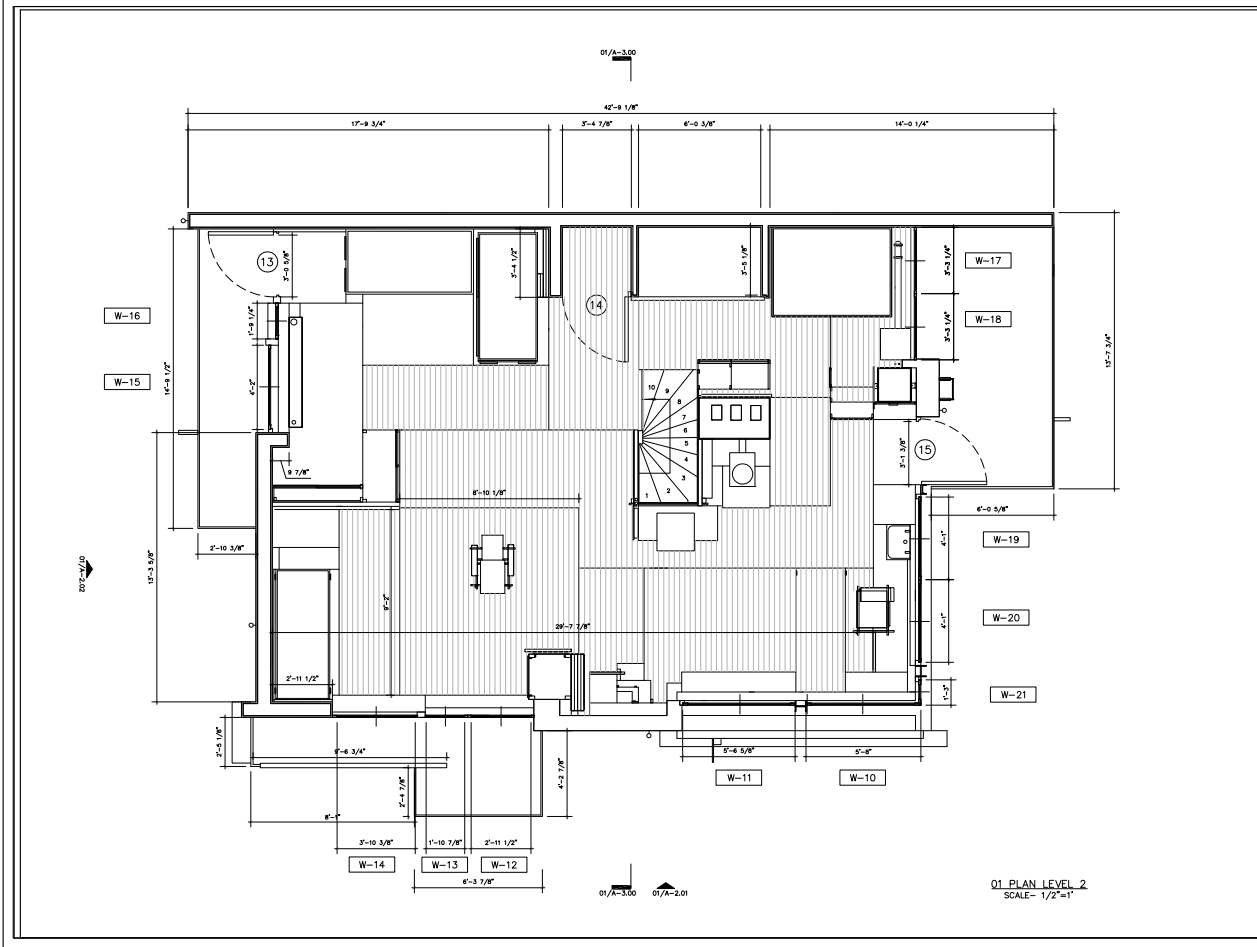 01/A-3.00
42'-9 1/8"
17'-9 3/4"
3'-4 7/8"
6'-0 3/8"
14'-0 1/4"
13
3'-0 5/8"
3'-4 1/2"
3'-5 1/8"
3'-3 1/4"
W-17
14
W-16
1'-9 1/4"
3'-3 1/4"
W-18
13'-7 3/4"
W-15
4'-2"
14'-9 1/2"
10
9
8
7
6
5
4
3
2
1
15
3'-1 3/8"
9 7/8"
8'-10 1/8"
6'-0 5/8"
2'-10 3/8"
13'-3 5/8"
01/A-2.02
4'-1"
W-19
9'-2"
4'-1"
W-20
29'-7 7/8"
2'-11 1/2"
1'-3"
W-21
2'-5 1/8"
9'-6 3/4"
4'-2 7/8"
5'-6 5/8"
5'-8"
W-11
W-10
2'-4 7/8"
8'-1"
3'-10 3/8"
1'-10 7/8"
2'-11 1/2"
W-14
W-13
W-12
6'-3 7/8"
01/A-3.00
01/A-2.01
01 PLAN LEVEL 2
SCALE- 1/2"=1'